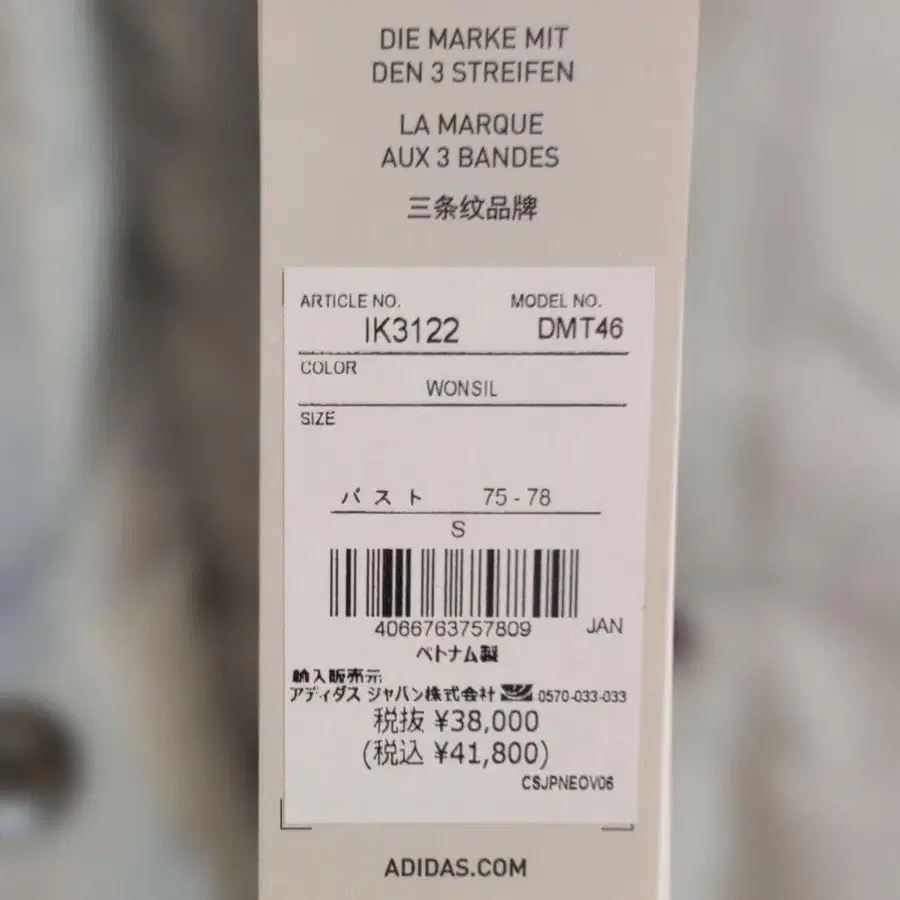 DIE MARKE MIT
DEN 3 STREIFEN
LA MARQUE
AUX 3 BANDES
三条纹品牌
ARTICLE NO. MODEL NO.
IK3122 DMT46
COLOR
WONSIL
SIZE
バスト 75 - 78
S
4066763757809 JAN
ベトナム製
輸入販売元
アディダス ジャパン株式会社 0570-033-033
税抜 ¥38,000
(税込 ¥41,800)
CSJPNEOV06
ADIDAS.COM